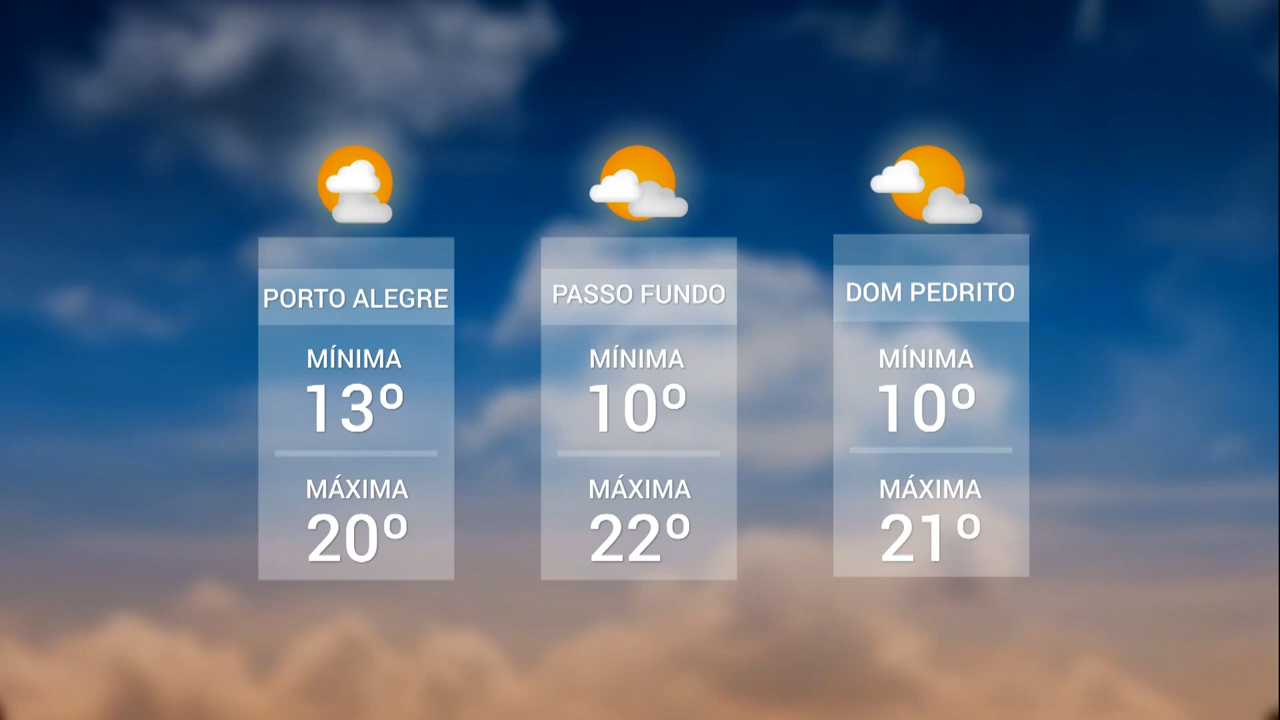 PORTO ALEGRE
MÍNIMA
13º
MÁXIMA
20º
PASSO FUNDO
MÍNIMA
10º
MÁXIMA
22º
DOM PEDRITO
MÍNIMA
10º
MÁXIMA
21º